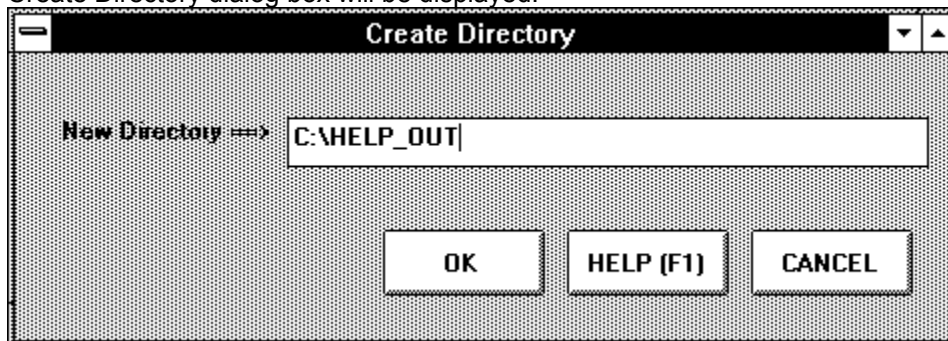 Create Directory dialog box will be displayed.
Create Directory
New Directory ==> C:\HELP_OUT
OK HELP (F1) CANCEL